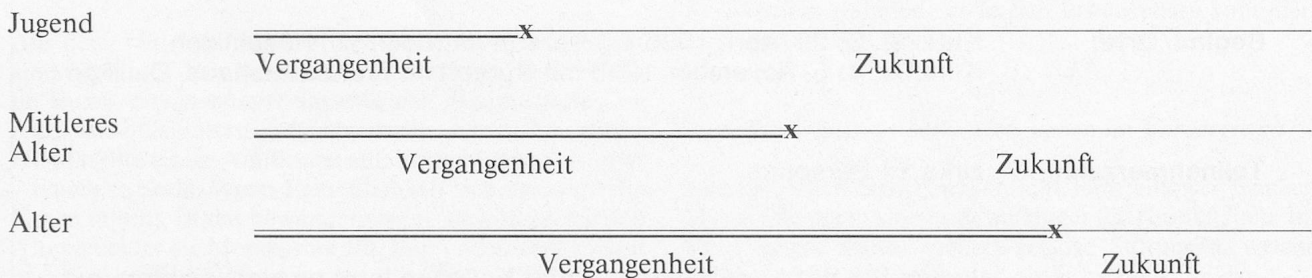 Jugend
x
Vergangenheit Zukunft
Mittleres
x
Alter
Vergangenheit Zukunft
Alter
x
Vergangenheit Zukunft